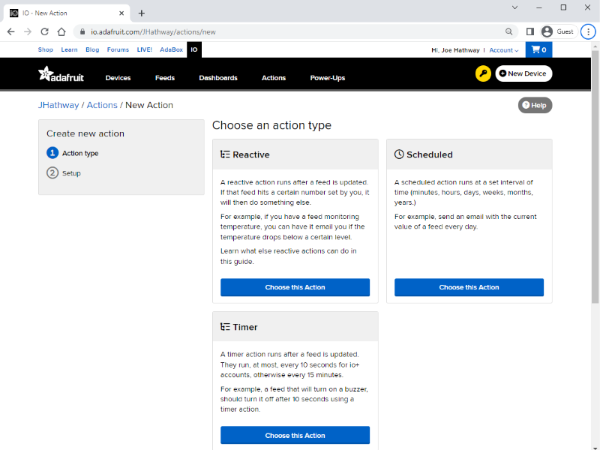 IO - New Action
io.adafruit.com/JHathway/actions/new
Guest
Shop Learn Blog Forums LIVE! AdaBox IO
Hi, Joe Hathway | Account
0
adafruit
Devices Feeds Dashboards Actions Power-Ups
New Device
JHathway / Actions / New Action
Help
Create new action
1 Action type
2 Setup
Choose an action type
Reactive
A reactive action runs after a feed is updated.
If that feed hits a certain number set by you, it
will then do something else.
For example, if you have a feed monitoring
temperature, you can have it email you if the
temperature drops below a certain level.
Learn what else reactive actions can do in
this guide.
Choose this Action
Scheduled
A scheduled action runs at a set interval of
time (minutes, hours, days, weeks, months,
years.)
For example, send an email with the current
value of a feed every day.
Choose this Action
Timer
A timer action runs after a feed is updated.
They run, at most, every 10 seconds for io+
accounts, otherwise every 15 minutes.
For example, a feed that will turn on a buzzer,
should turn it off after 10 seconds using a
timer action.
Choose this Action